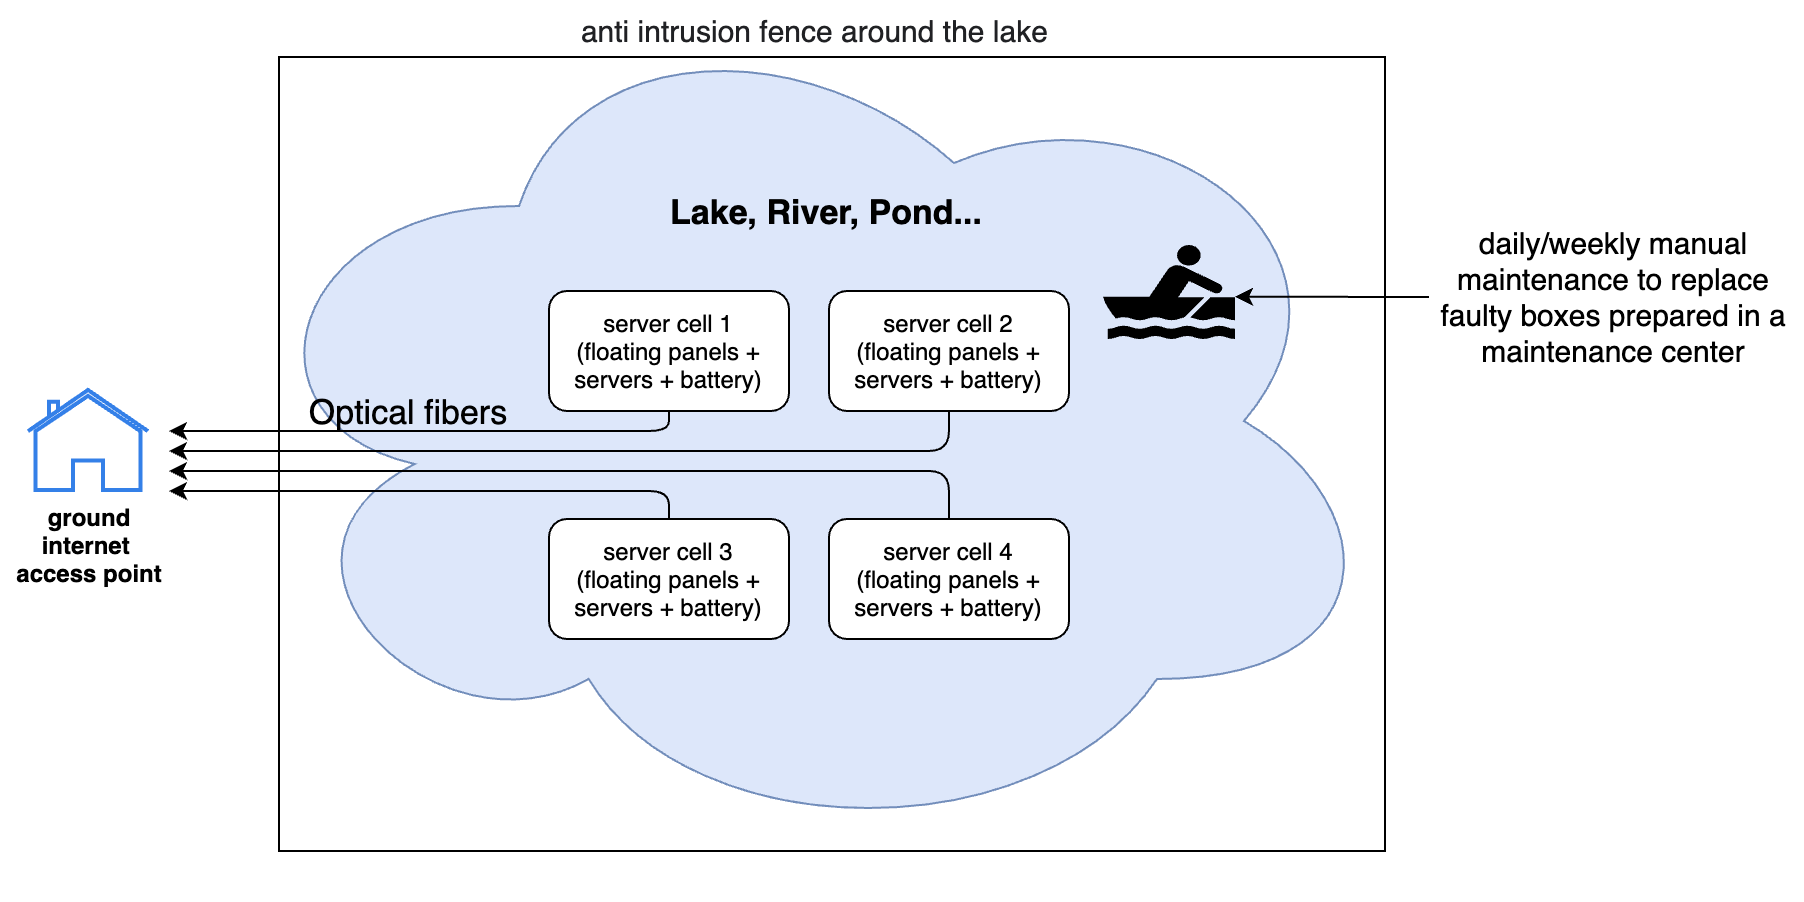 anti intrusion fence around the lake
Lake, River, Pond...
daily/weekly manual
maintenance to replace
faulty boxes prepared in a
maintenance center
server cell 1
(floating panels +
servers + battery)
server cell 2
(floating panels +
servers + battery)
Optical fibers
ground
internet
access point
server cell 3
(floating panels +
servers + battery)
server cell 4
(floating panels +
servers + battery)